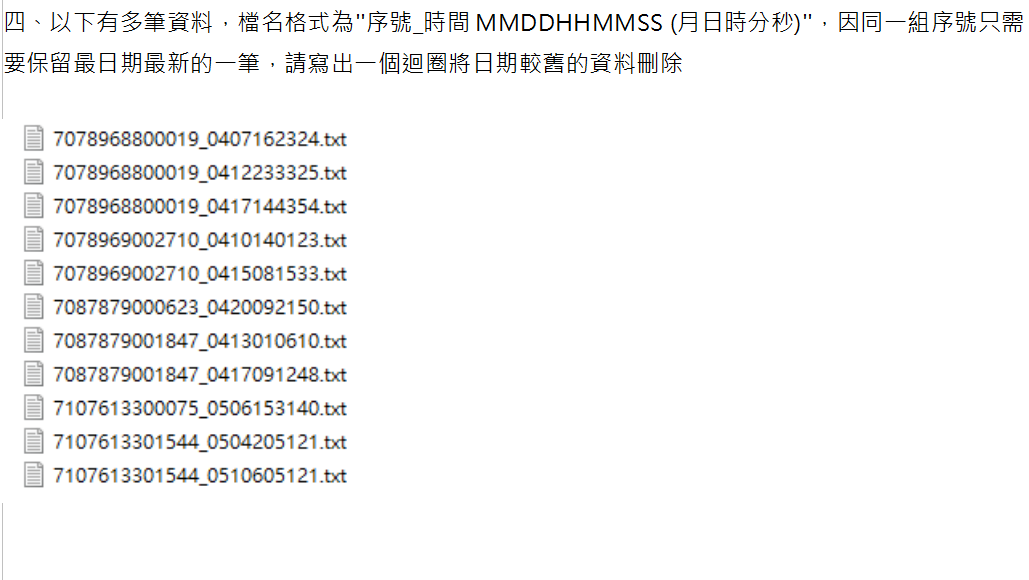 四、以下有多筆資料，檔名格式為"序號_時間 MMDDHHMMSS (月日時分秒)"，因同一組序號只需
要保留最日期最新的一筆，請寫出一個迴圈將日期較舊的資料刪除
7078968800019_0407162324.txt
7078968800019_0412233325.txt
7078968800019_0417144354.txt
7078969002710_0410140123.txt
7078969002710_0415081533.txt
7087879000623_0420092150.txt
7087879001847_0413010610.txt
7087879001847_0417091248.txt
7107613300075_0506153140.txt
7107613301544_0504205121.txt
7107613301544_0510605121.txt